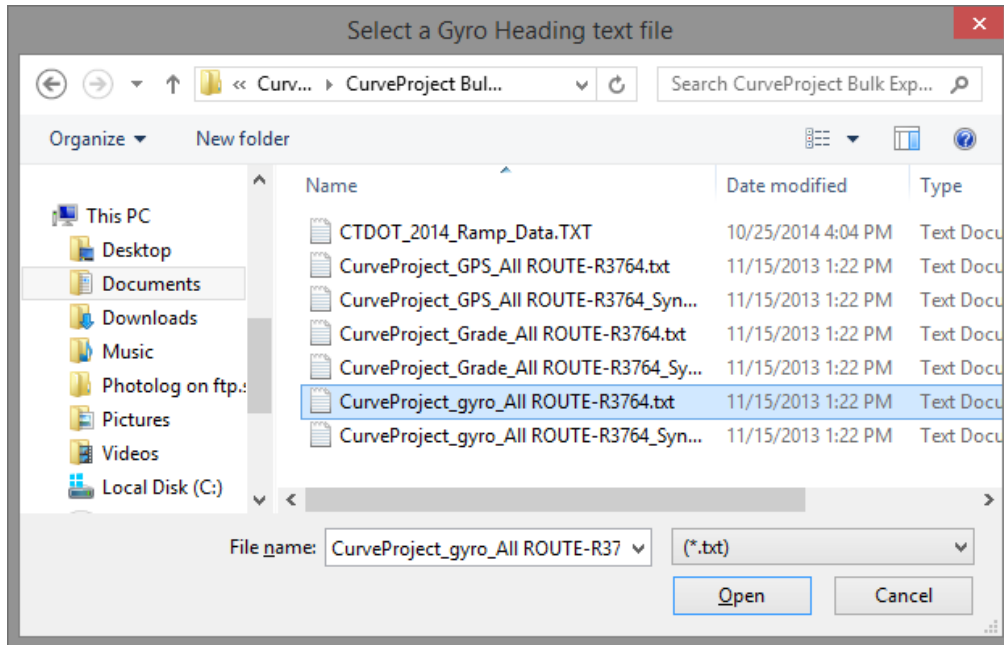 Select a Gyro Heading text file
« Curv... CurveProject Bul... Search CurveProject Bulk Exp...
Organize New folder
Name Date modified Type
This PC
Desktop
Documents
Downloads
Music
Photolog on ftp.s
Pictures
Videos
Local Disk (C:)
CTDOT_2014_Ramp_Data.TXT 10/25/2014 4:04 PM Text Docu
CurveProject_GPS_All ROUTE-R3764.txt 11/15/2013 1:22 PM Text Docu
CurveProject_GPS_All ROUTE-R3764_Syn... 11/15/2013 1:22 PM Text Docu
CurveProject_Grade_All ROUTE-R3764.txt 11/15/2013 1:22 PM Text Docu
CurveProject_Grade_All ROUTE-R3764_Sy... 11/15/2013 1:22 PM Text Docu
CurveProject_gyro_All ROUTE-R3764.txt 11/15/2013 1:22 PM Text Docu
CurveProject_gyro_All ROUTE-R3764_Syn... 11/15/2013 1:22 PM Text Docu
File name: CurveProject_gyro_All ROUTE-R37 (*.txt)
Open Cancel